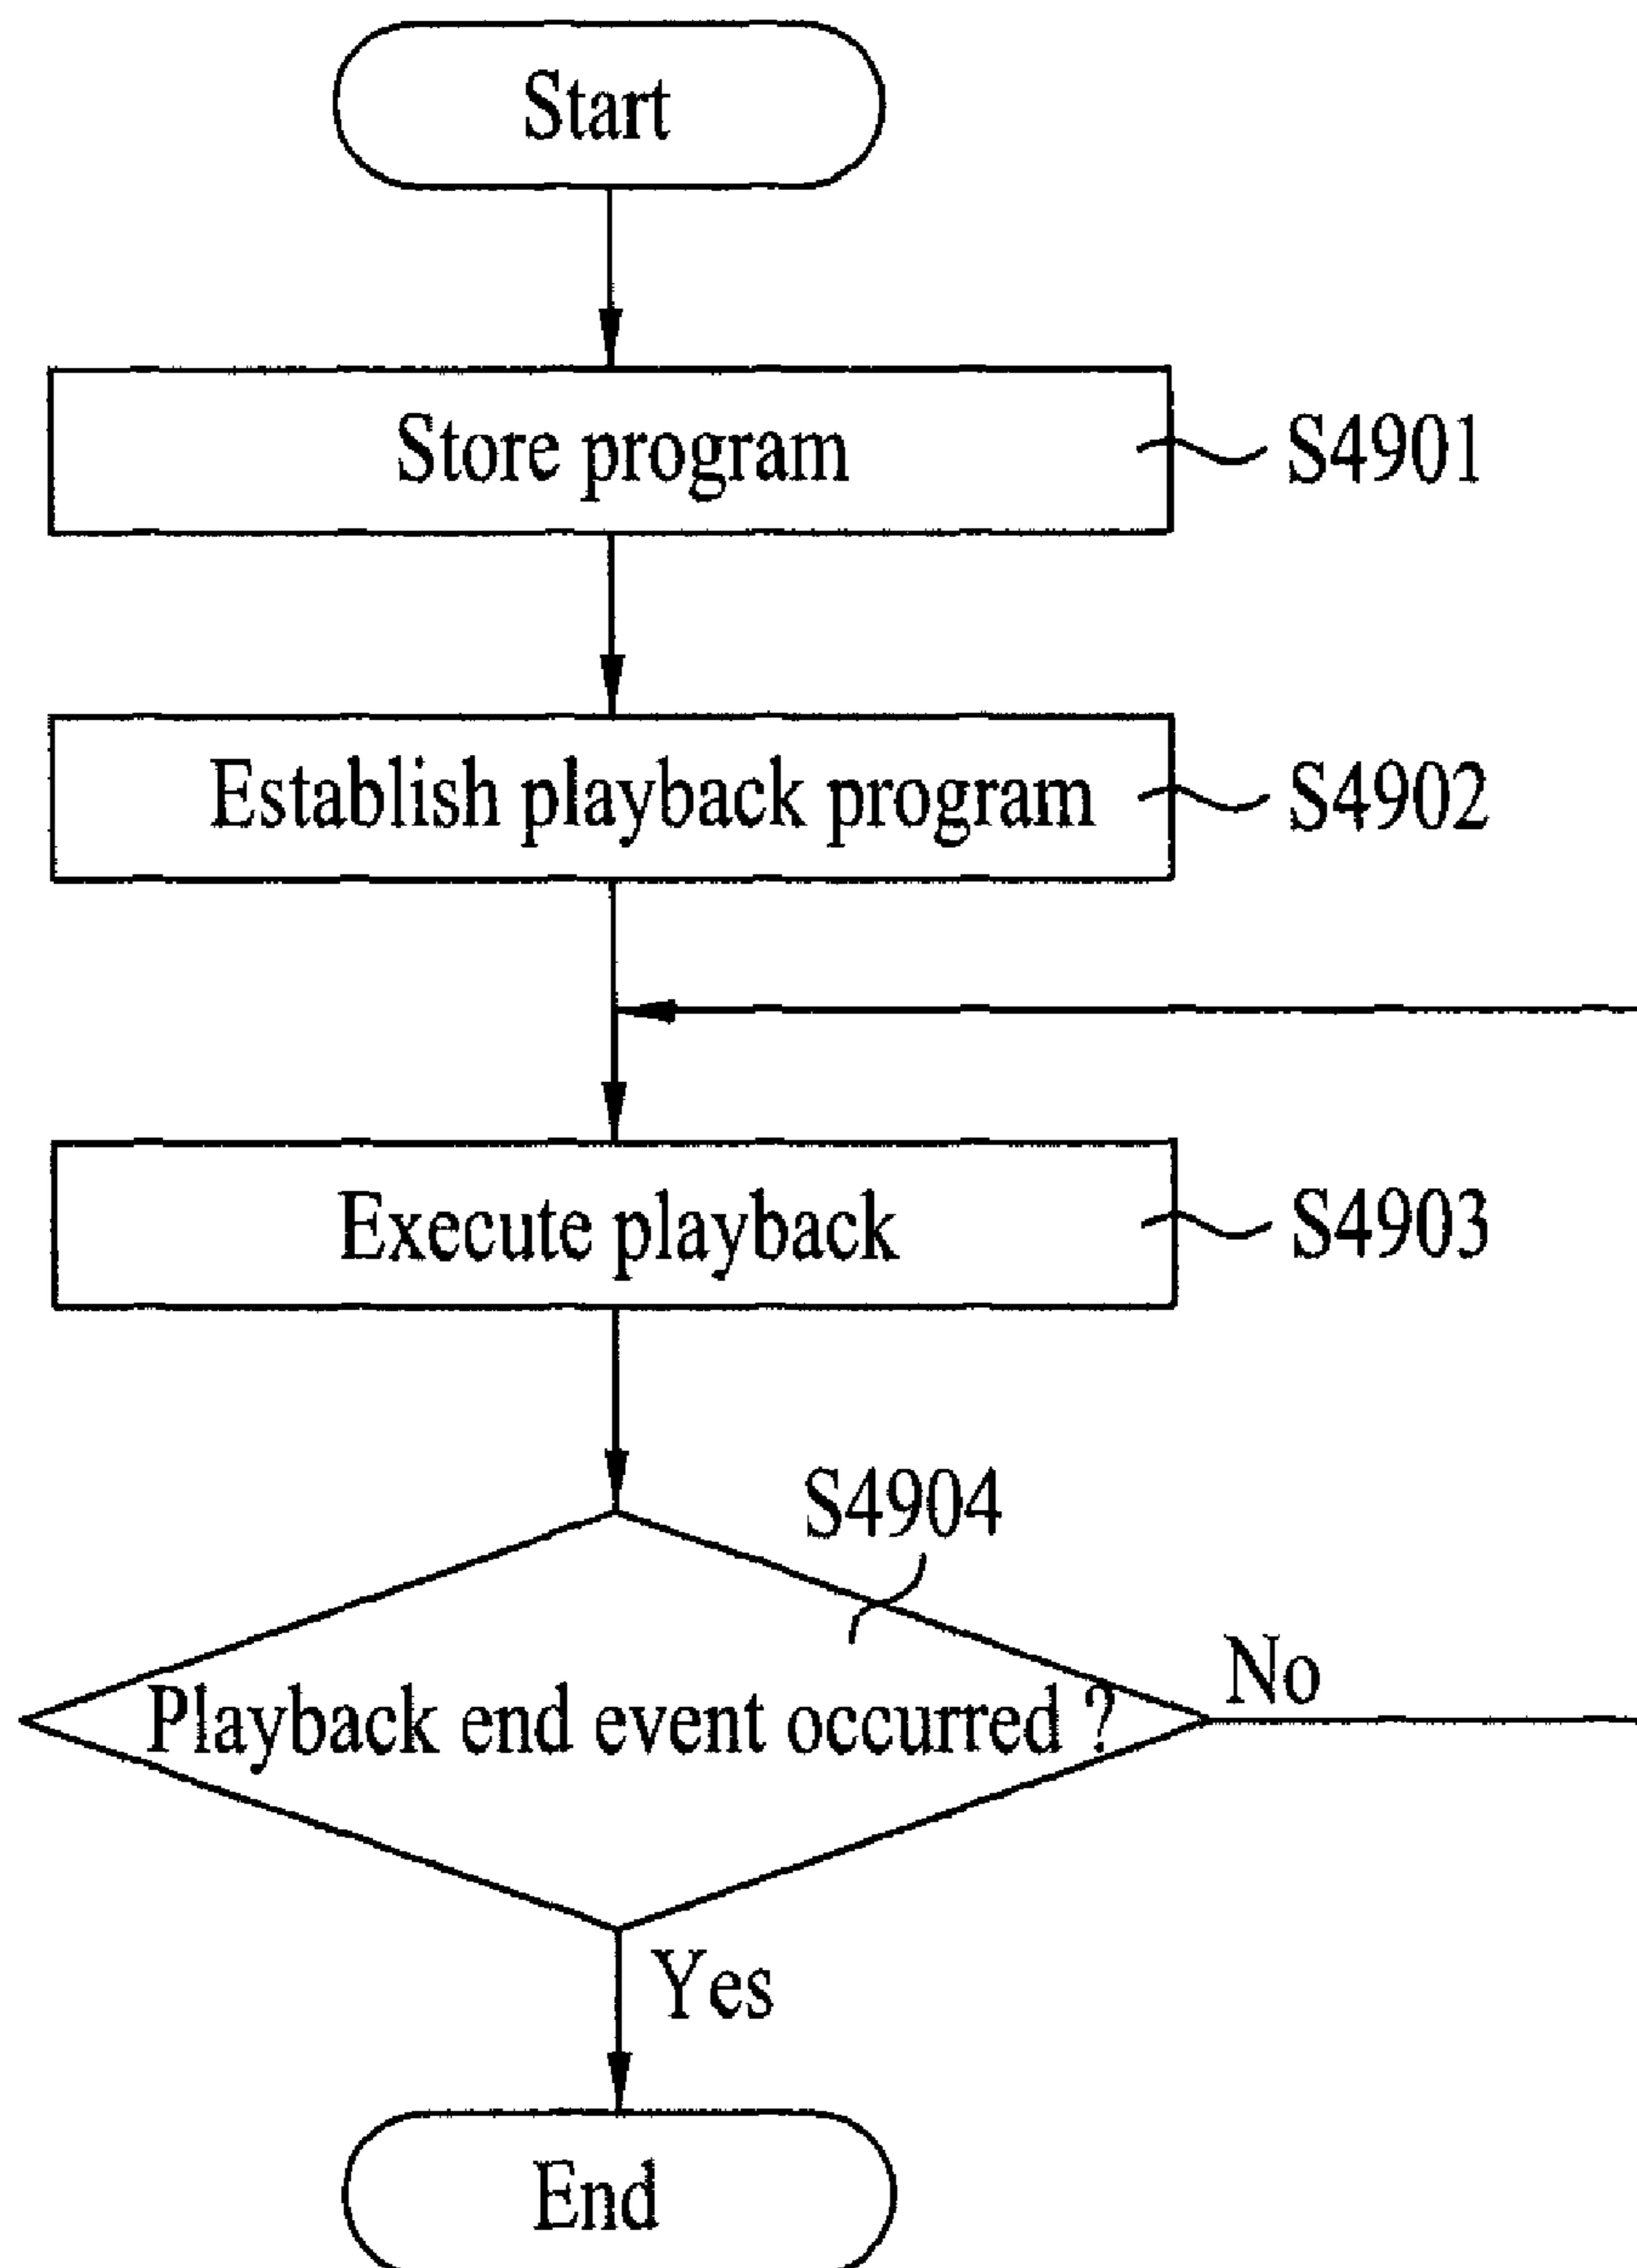 Start
Store program
S4901
Establish playback program
S4902
Execute playback
S4903
S4904
Playback end event occurred ?
No
Yes
End